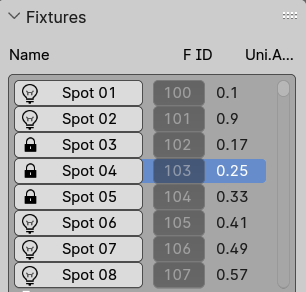 Fixtures
Name F ID Uni.A...
Spot 01 100 0.1
Spot 02 101 0.9
Spot 03 102 0.17
Spot 04 103 0.25
Spot 05 104 0.33
Spot 06 105 0.41
Spot 07 106 0.49
Spot 08 107 0.57